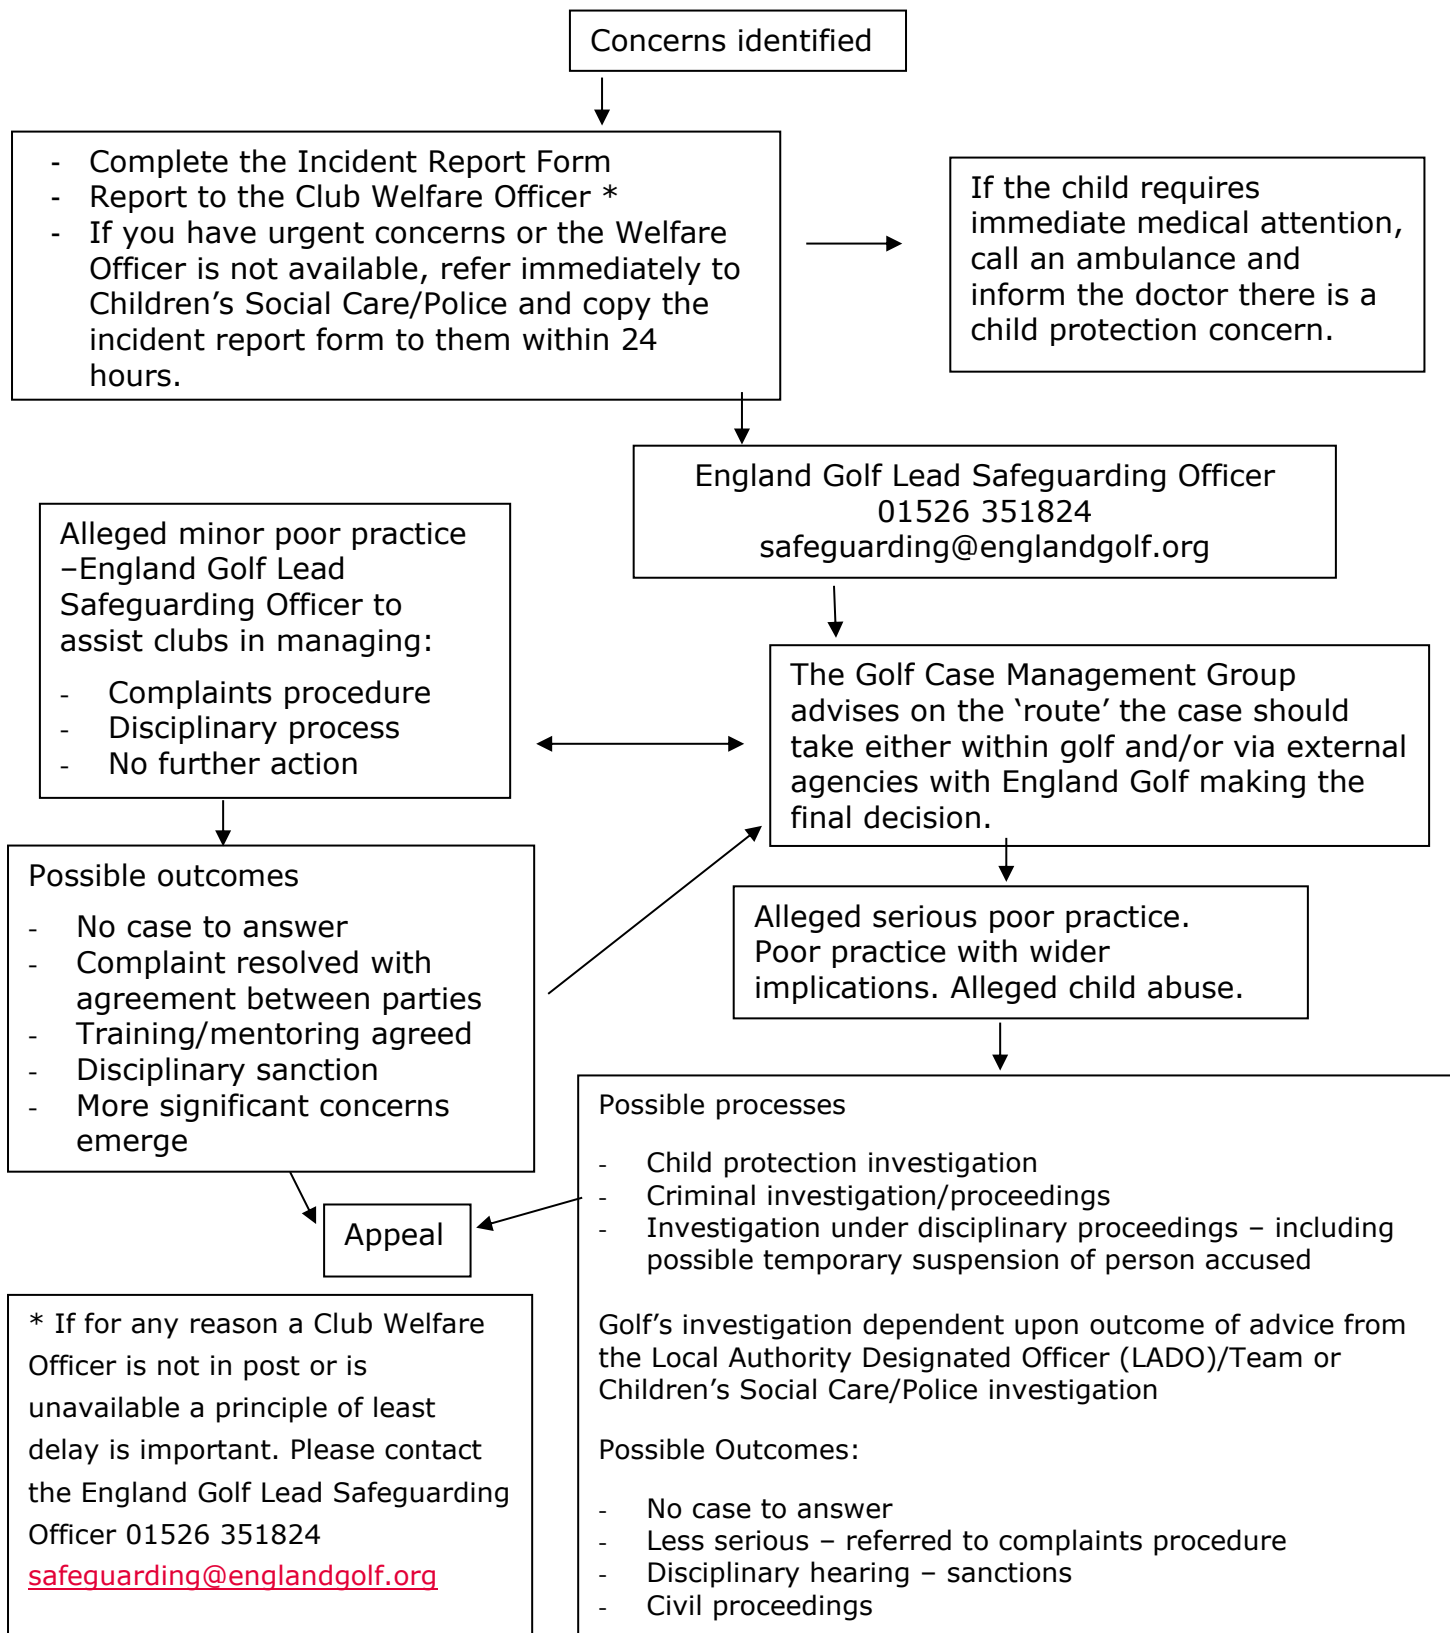 Concerns identified
- Complete the Incident Report Form
- Report to the Club Welfare Officer *
- If you have urgent concerns or the Welfare
Officer is not available, refer immediately to
Children’s Social Care/Police and copy the
incident report form to them within 24
hours.
If the child requires
immediate medical attention,
call an ambulance and
inform the doctor there is a
child protection concern.
England Golf Lead Safeguarding Officer
01526 351824
safeguarding@englandgolf.org
Alleged minor poor practice
–England Golf Lead
Safeguarding Officer to
assist clubs in managing:
- Complaints procedure
- Disciplinary process
- No further action
The Golf Case Management Group
advises on the ‘route’ the case should
take either within golf and/or via external
agencies with England Golf making the
final decision.
Possible outcomes
- No case to answer
- Complaint resolved with
agreement between parties
- Training/mentoring agreed
- Disciplinary sanction
- More significant concerns
emerge
Alleged serious poor practice.
Poor practice with wider
implications. Alleged child abuse.
Possible processes
- Child protection investigation
- Criminal investigation/proceedings
- Investigation under disciplinary proceedings – including
possible temporary suspension of person accused
Golf’s investigation dependent upon outcome of advice from
the Local Authority Designated Officer (LADO)/Team or
Children’s Social Care/Police investigation
Possible Outcomes:
- No case to answer
- Less serious – referred to complaints procedure
- Disciplinary hearing – sanctions
- Civil proceedings
Appeal
* If for any reason a Club Welfare
Officer is not in post or is
unavailable a principle of least
delay is important. Please contact
the England Golf Lead Safeguarding
Officer 01526 351824
safeguarding@englandgolf.org